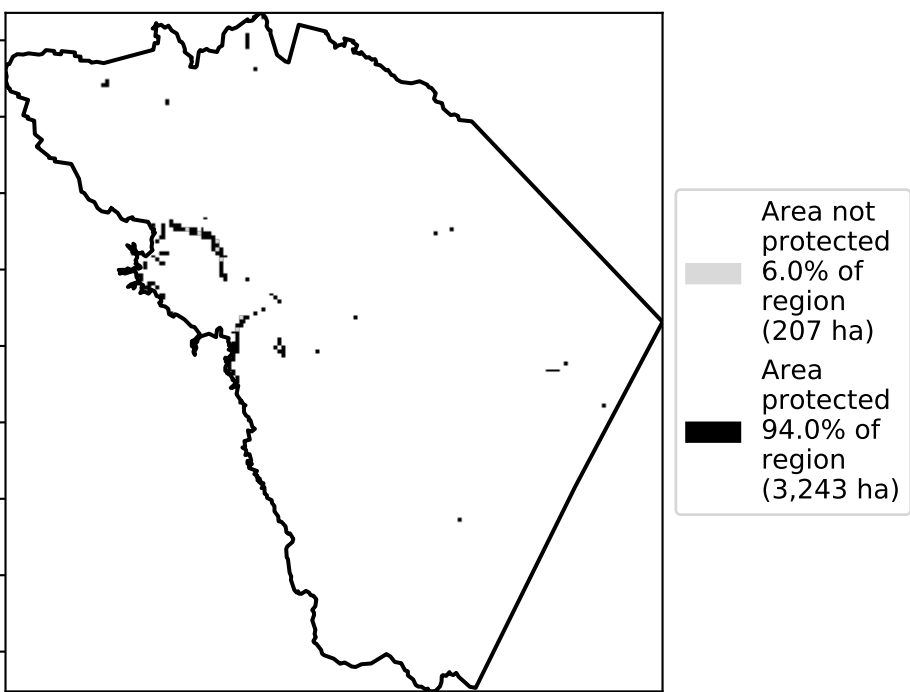 Area not
protected
6.0% of
region
(207 ha)
Area
protected
94.0% of
region
(3,243 ha)